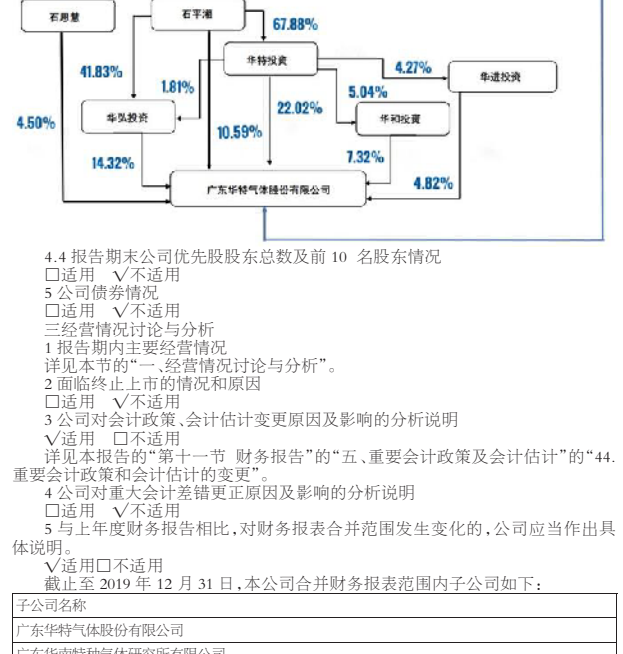 石思慧
石平湘
67.88%
华特投资
41.83%
1.81%
4.27%
华进投资
5.04%
22.02%
华弘投资
华和投资
4.50%
10.59%
14.32%
7.32%
4.82%
广东华特气体股份有限公司
4.4 报告期末公司优先股股东总数及前 10 名股东情况
□适用 √不适用
5 公司债券情况
□适用 √不适用
三经营情况讨论与分析
1 报告期内主要经营情况
详见本节的“一、经营情况讨论与分析”。
2 面临终止上市的情况和原因
□适用 √不适用
3 公司对会计政策、会计估计变更原因及影响的分析说明
√适用 □不适用
详见本报告的“第十一节 财务报告”的“五、重要会计政策及会计估计”的“44.
重要会计政策和会计估计的变更”。
4 公司对重大会计差错更正原因及影响的分析说明
□适用 √不适用
5 与上年度财务报告相比，对财务报表合并范围发生变化的，公司应当作出具
体说明。
√适用□不适用
截止至 2019 年 12 月 31 日，本公司合并财务报表范围内子公司如下：
子公司名称
广东华特气体股份有限公司
广东华南特种气体研究所有限公司